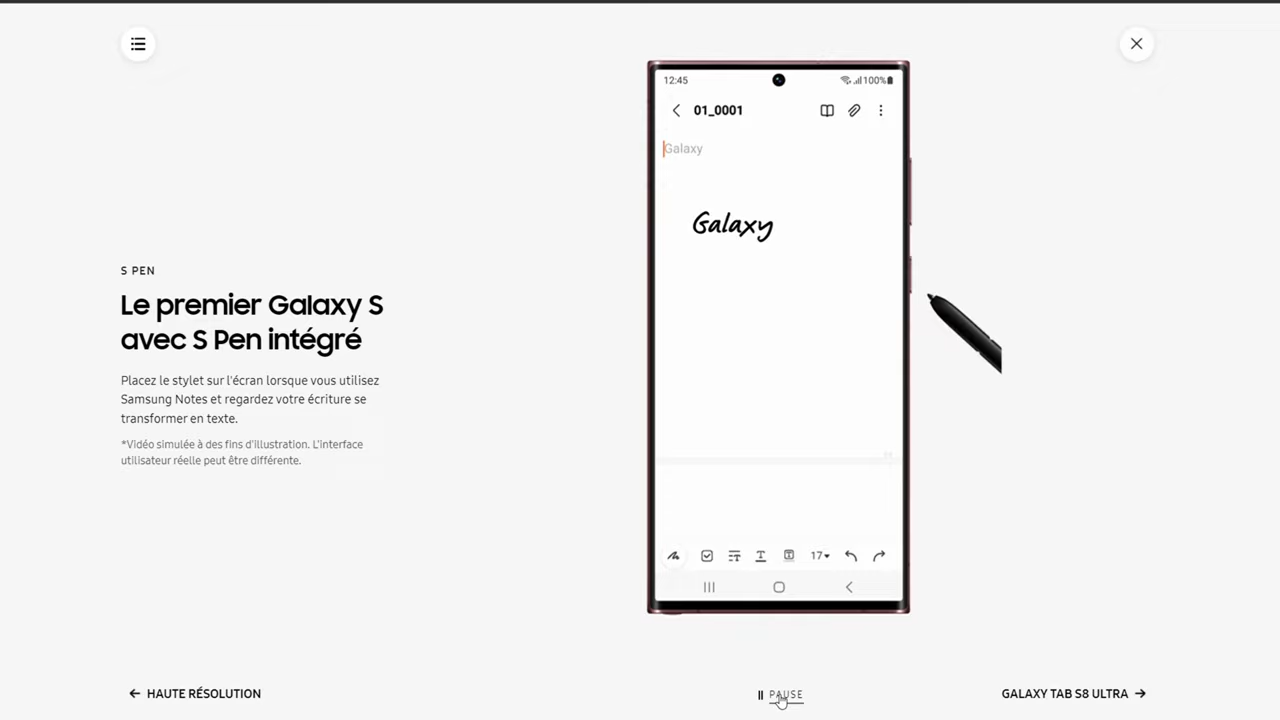 12:45
100%
01_0001
Galaxy
Galaxy
S PEN
Le premier Galaxy S
avec S Pen intégré
Placez le stylet sur l'écran lorsque vous utilisez
Samsung Notes et regardez votre écriture se
transformer en texte.
*Vidéo simulée à des fins d'illustration. L'interface
utilisateur réelle peut être différente.
17
HAUTE RÉSOLUTION
PAUSE
GALAXY TAB S8 ULTRA